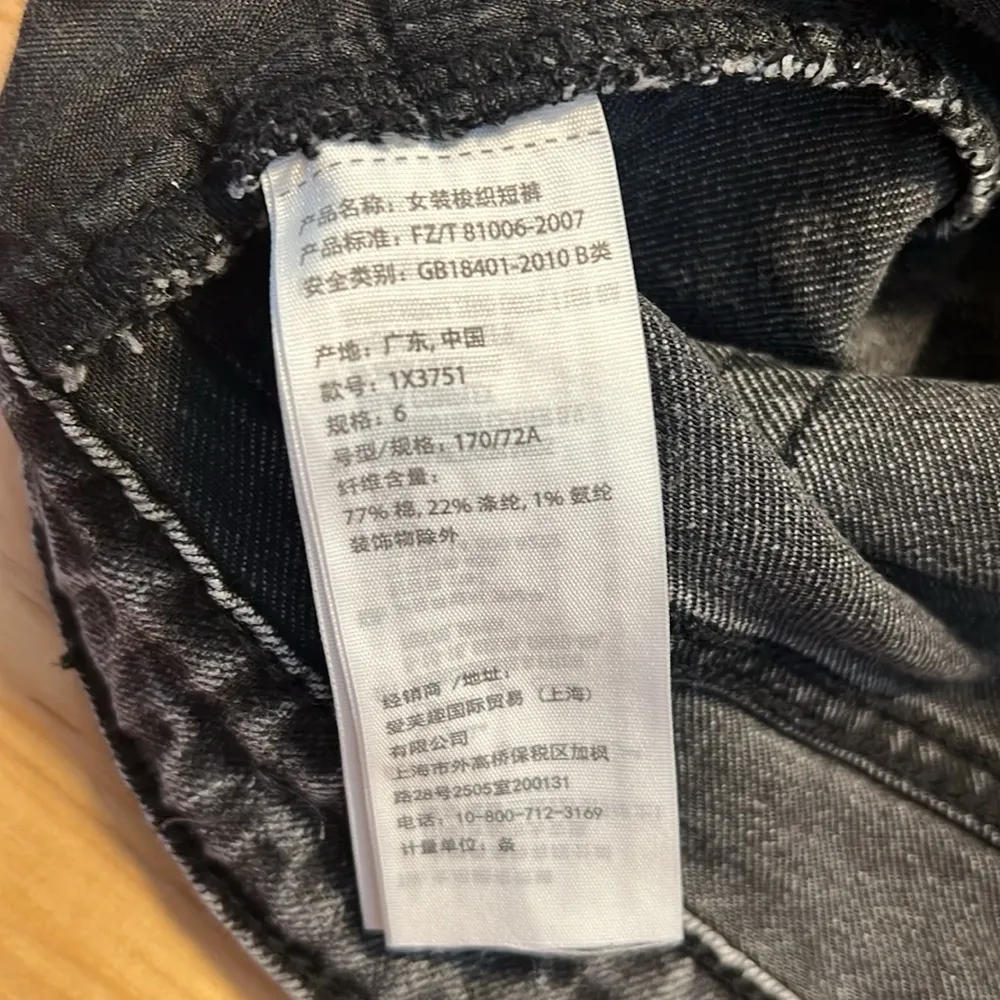 产品名称：女装梭织短裤
产品标准：FZ/T 81006-2007
安全类别：GB18401-2010 B类
产地：广东, 中国
款号：1X3751
规格：6
号型/规格：170/72A
纤维含量：
77% 棉, 22% 涤纶, 1% 氨纶
装饰物除外
经销商 /地址：
爱芙趣国际贸易（上海）
有限公司
上海市外高桥保税区加枫
路28号2505室200131
电话：10-800-712-3169
计量单位：条